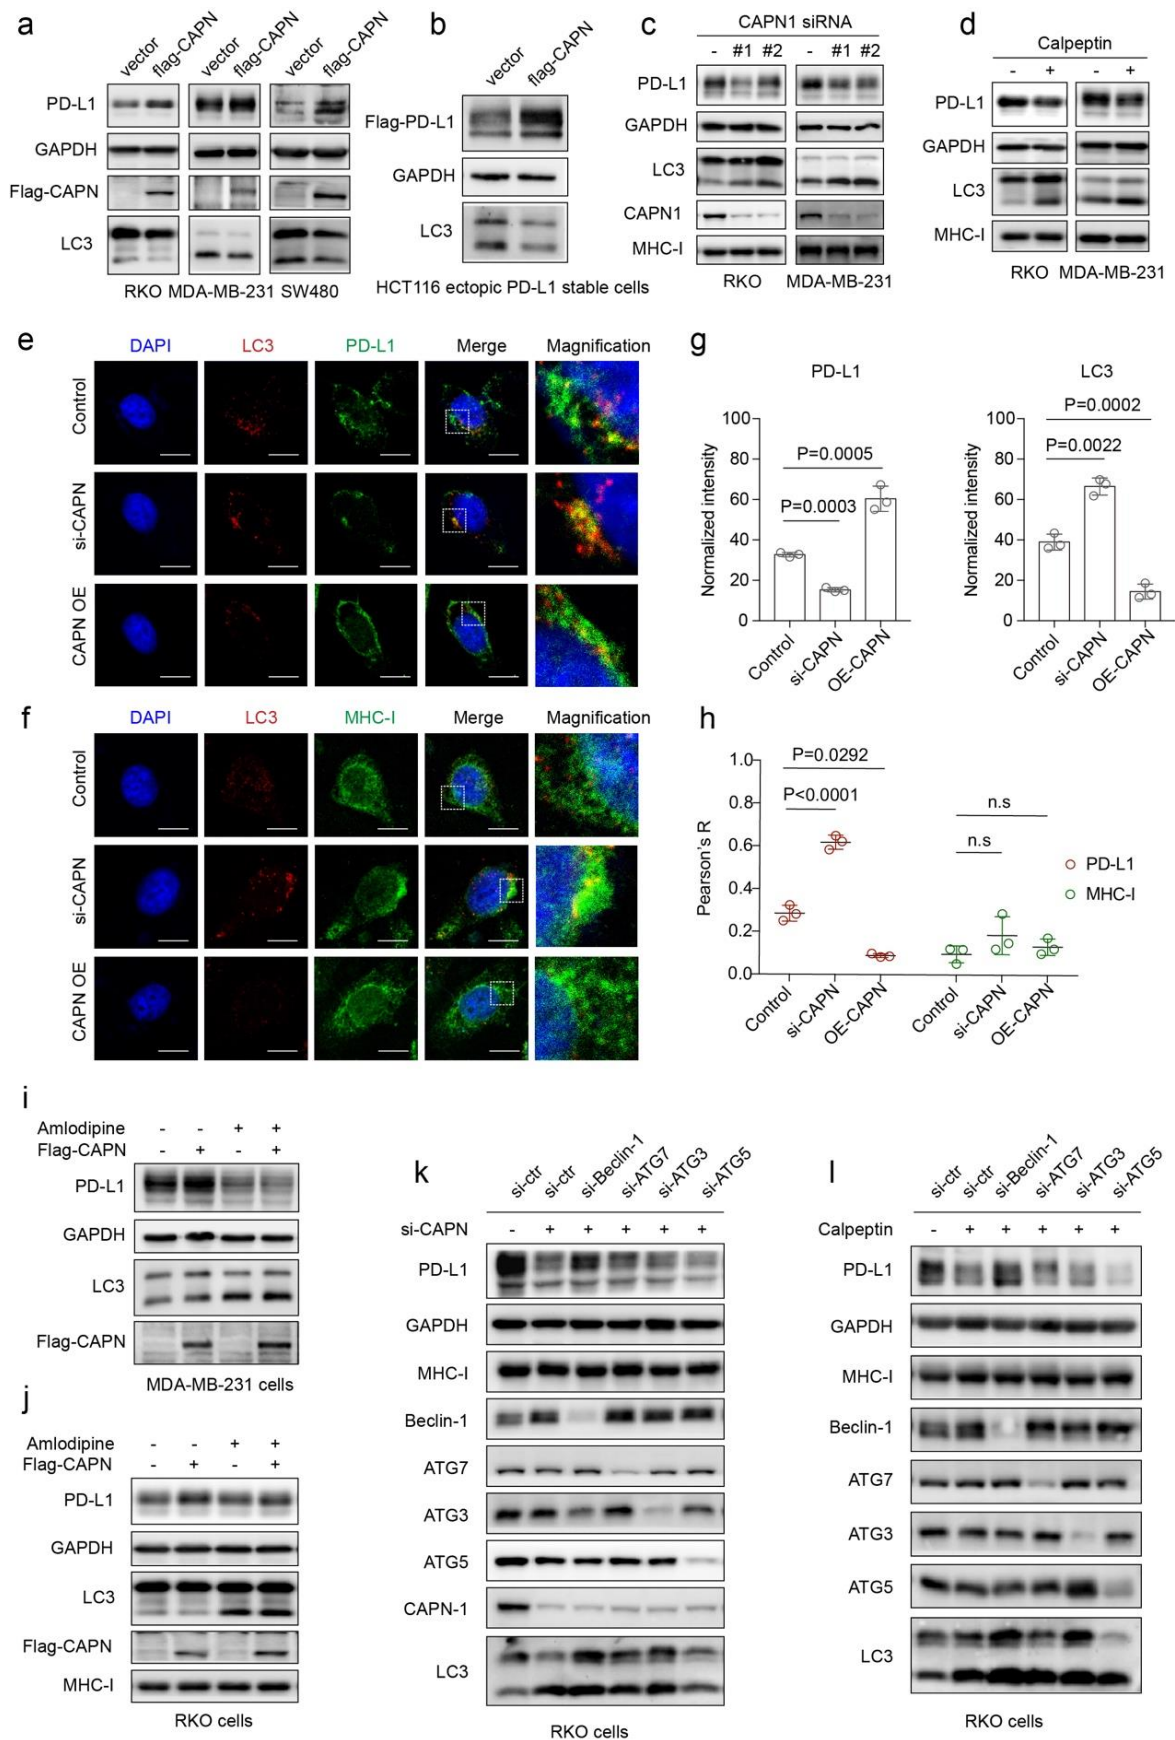 a
vector
flag-CAPN
vector
flag-CAPN
vector
flag-CAPN
PD-L1
GAPDH
Flag-CAPN
LC3
RKO MDA-MB-231 SW480
b
vector
flag-CAPN
Flag-PD-L1
GAPDH
LC3
HCT116 ectopic PD-L1 stable cells
c
CAPN1 siRNA
- #1 #2 - #1 #2
PD-L1
GAPDH
LC3
CAPN1
MHC-I
RKO MDA-MB-231
d
Calpeptin
- + - +
PD-L1
GAPDH
LC3
MHC-I
RKO MDA-MB-231
e
DAPI LC3 PD-L1 Merge Magnification
Control
si-CAPN
CAPN OE
f
DAPI LC3 MHC-I Merge Magnification
Control
si-CAPN
CAPN OE
g
PD-L1
Normalized intensity
100
80
60
40
20
0
P=0.0005
P=0.0003
Control
si-CAPN
OE-CAPN
LC3
Normalized intensity
100
80
60
40
20
0
P=0.0002
P=0.0022
Control
si-CAPN
OE-CAPN
h
Pearson's R
1.0
0.8
0.6
0.4
0.2
0.0
P=0.0292
P<0.0001
n.s
n.s
PD-L1
MHC-I
Control
si-CAPN
OE-CAPN
Control
si-CAPN
OE-CAPN
i
Amlodipine - - + +
Flag-CAPN - + - +
PD-L1
GAPDH
LC3
Flag-CAPN
MDA-MB-231 cells
j
Amlodipine - - + +
Flag-CAPN - + - +
PD-L1
GAPDH
LC3
Flag-CAPN
MHC-I
RKO cells
k
si-ctr
si-ctr
si-Beclin-1
si-ATG7
si-ATG3
si-ATG5
si-CAPN - + + + + +
PD-L1
GAPDH
MHC-I
Beclin-1
ATG7
ATG3
ATG5
CAPN-1
LC3
RKO cells
l
si-ctr
si-ctr
si-Beclin-1
si-ATG7
si-ATG3
si-ATG5
Calpeptin - + + + + +
PD-L1
GAPDH
MHC-I
Beclin-1
ATG7
ATG3
ATG5
LC3
RKO cells